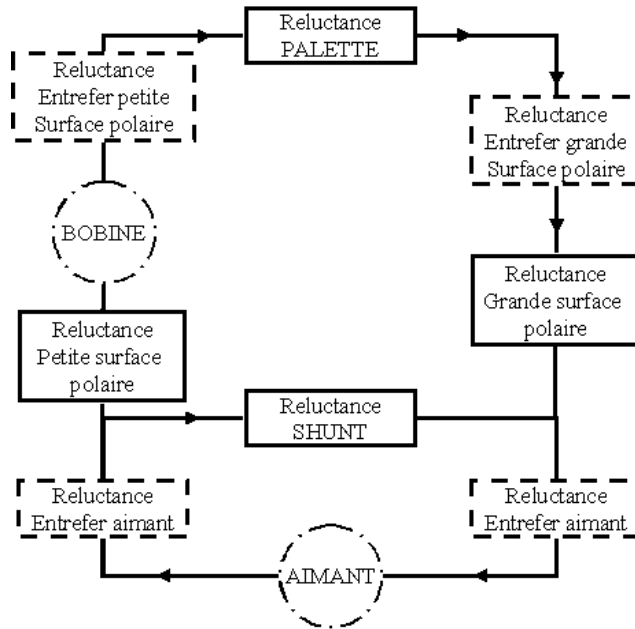 Reluctance
PALETTE
Reluctance
Entrefer petite
Surface polaire
Reluctance
Entrefer grande
Surface polaire
BOBINE
Reluctance
Grande surface
polaire
Reluctance
Petite surface
polaire
Reluctance
SHUNT
Reluctance
Entrefer aimant
Reluctance
Entrefer aimant
AIMANT